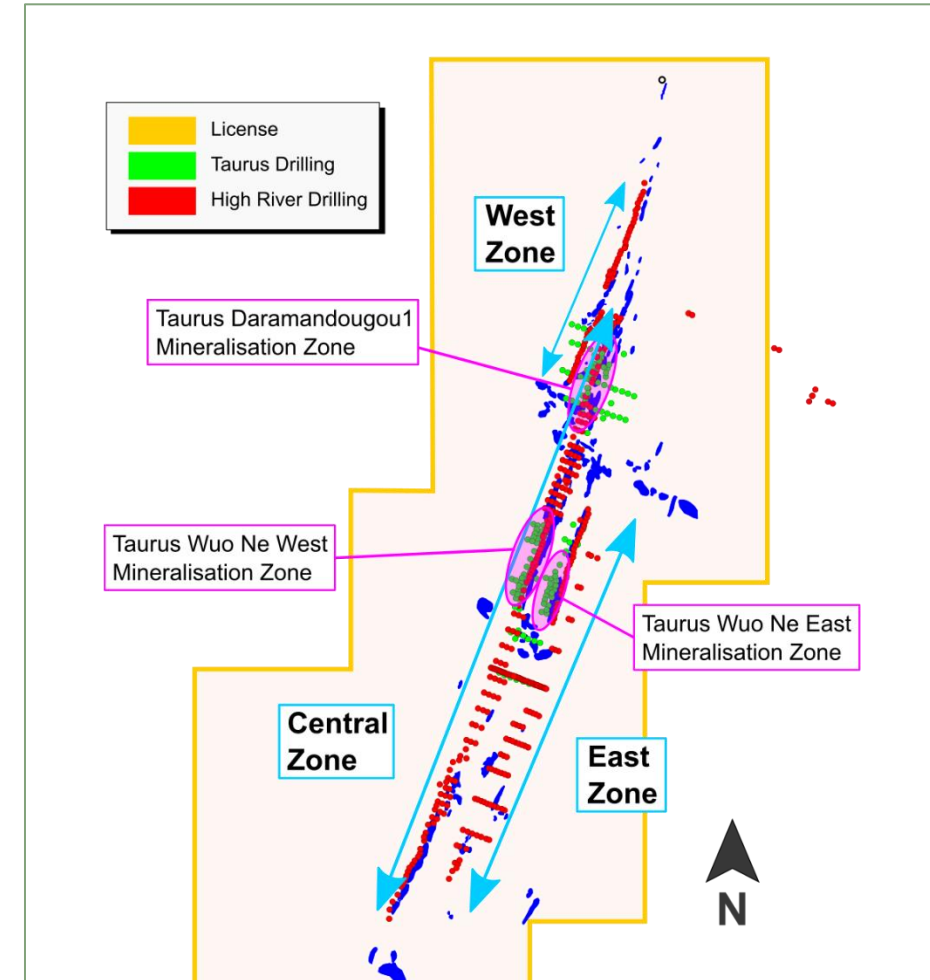 License
Taurus Drilling
High River Drilling
West
Zone
Taurus Daramandougou1
Mineralisation Zone
Taurus Wuo Ne West
Mineralisation Zone
Taurus Wuo Ne East
Mineralisation Zone
Central
Zone
East
Zone
N